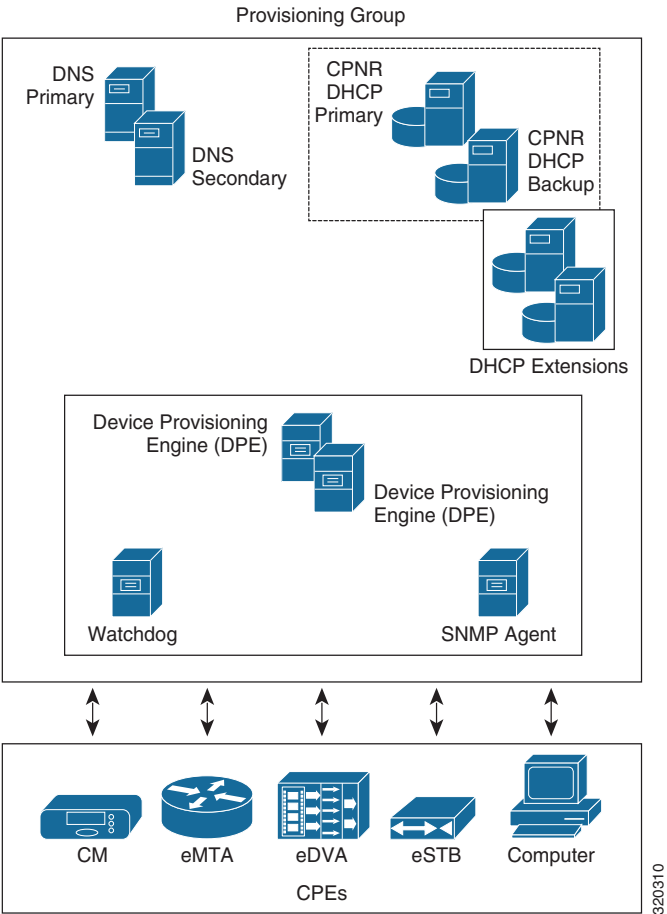 Provisioning Group
DNS
Primary
DNS
Secondary
CPNR
DHCP
Primary
CPNR
DHCP
Backup
DHCP Extensions
Device Provisioning
Engine (DPE)
Device Provisioning
Engine (DPE)
Watchdog
SNMP Agent
CM
eMTA
eDVA
eSTB
Computer
CPEs
320310